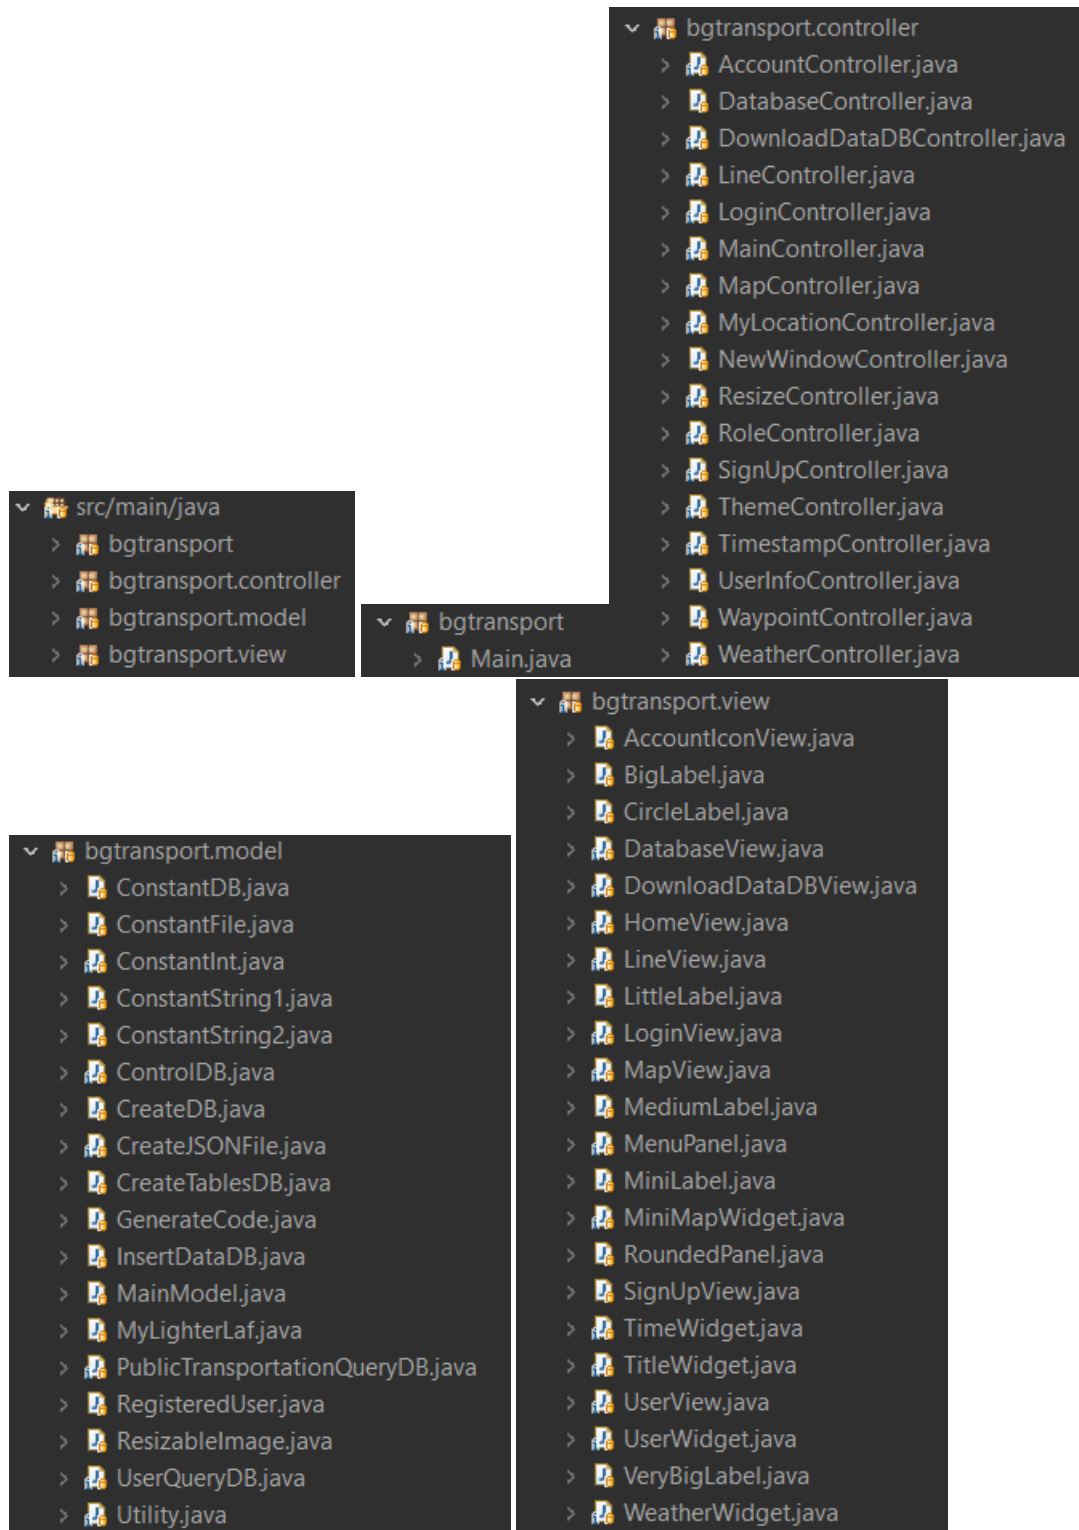 src/main/java
bgtransport
bgtransport.controller
bgtransport.model
bgtransport.view
bgtransport
Main.java
bgtransport.controller
AccountController.java
DatabaseController.java
DownloadDataDBController.java
LineController.java
LoginController.java
MainController.java
MapController.java
MyLocationController.java
NewWindowController.java
ResizeController.java
RoleController.java
SignUpController.java
ThemeController.java
TimestampController.java
UserInfoController.java
WaypointController.java
WeatherController.java
bgtransport.model
ConstantDB.java
ConstantFile.java
ConstantInt.java
ConstantString1.java
ConstantString2.java
ControlDB.java
CreateDB.java
CreateJSONFile.java
CreateTablesDB.java
GenerateCode.java
InsertDataDB.java
MainModel.java
MyLighterLaf.java
PublicTransportationQueryDB.java
RegisteredUser.java
ResizableImage.java
UserQueryDB.java
Utility.java
bgtransport.view
AccountIconView.java
BigLabel.java
CircleLabel.java
DatabaseView.java
DownloadDataDBView.java
HomeView.java
LineView.java
LittleLabel.java
LoginView.java
MapView.java
MediumLabel.java
MenuPanel.java
MiniLabel.java
MiniMapWidget.java
RoundedPanel.java
SignUpView.java
TimeWidget.java
TitleWidget.java
UserView.java
UserWidget.java
VeryBigLabel.java
WeatherWidget.java